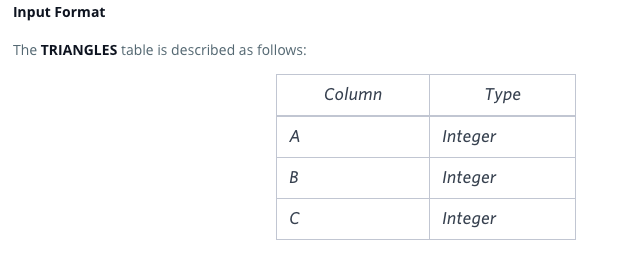 Input Format
The TRIANGLES table is described as follows:
Column Type
A Integer
B Integer
C Integer